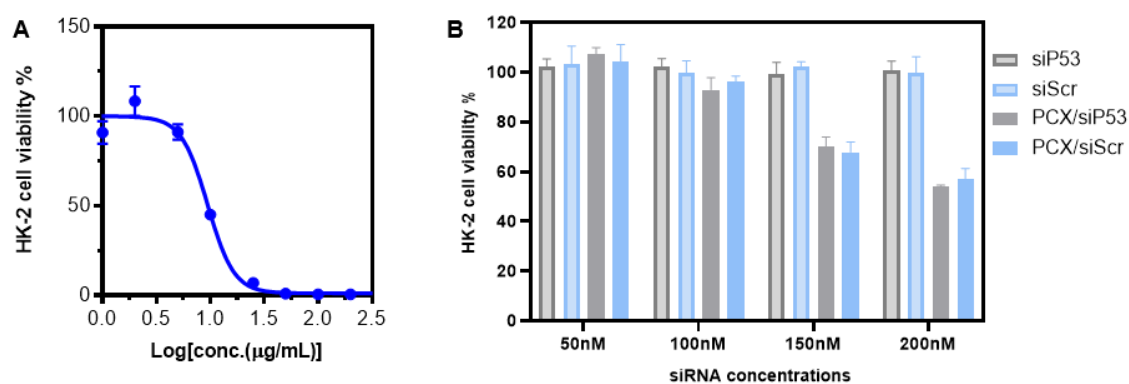 A
HK-2 cell viability %
150
100
50
0
0.0 0.5 1.0 1.5 2.0 2.5
Log[conc.(μg/mL)]
B
HK-2 cell viability %
120
100
80
60
40
20
0
50nM 100nM 150nM 200nM
siRNA concentrations
siP53
siScr
PCX/siP53
PCX/siScr